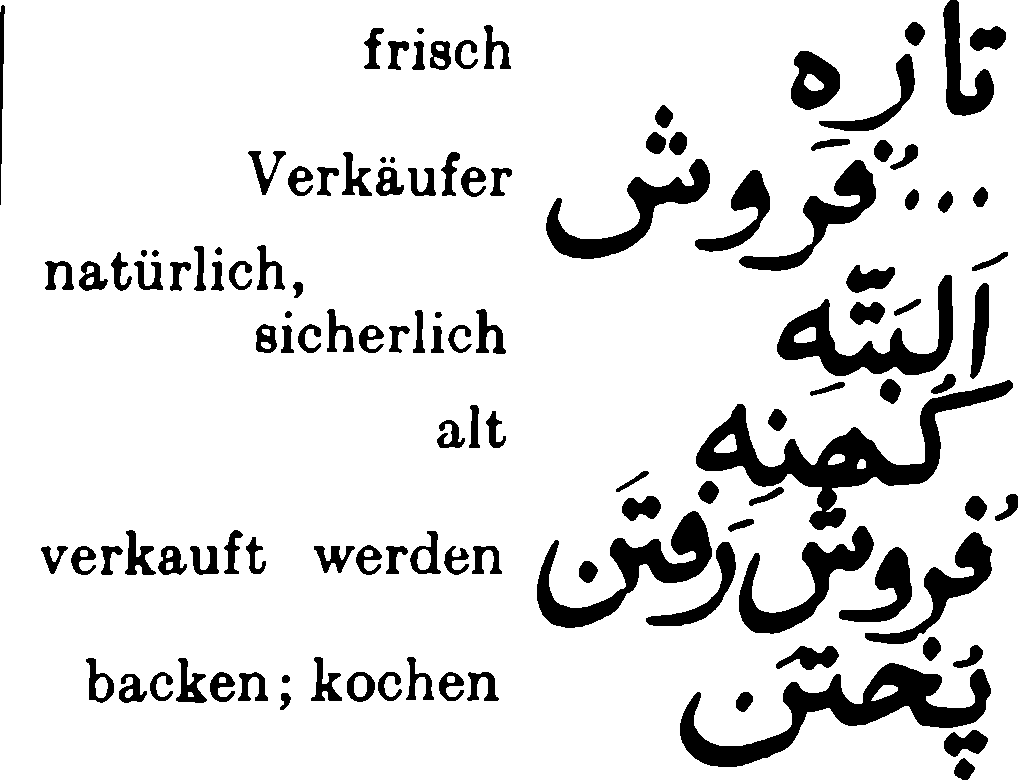 frisch تازِه
Verkäufer ...فُروش
natürlich,
sicherlich اَلبَتِّه
alt كُهنِه
verkauft werden فُروش رَفتَن
backen; kochen پُختَن